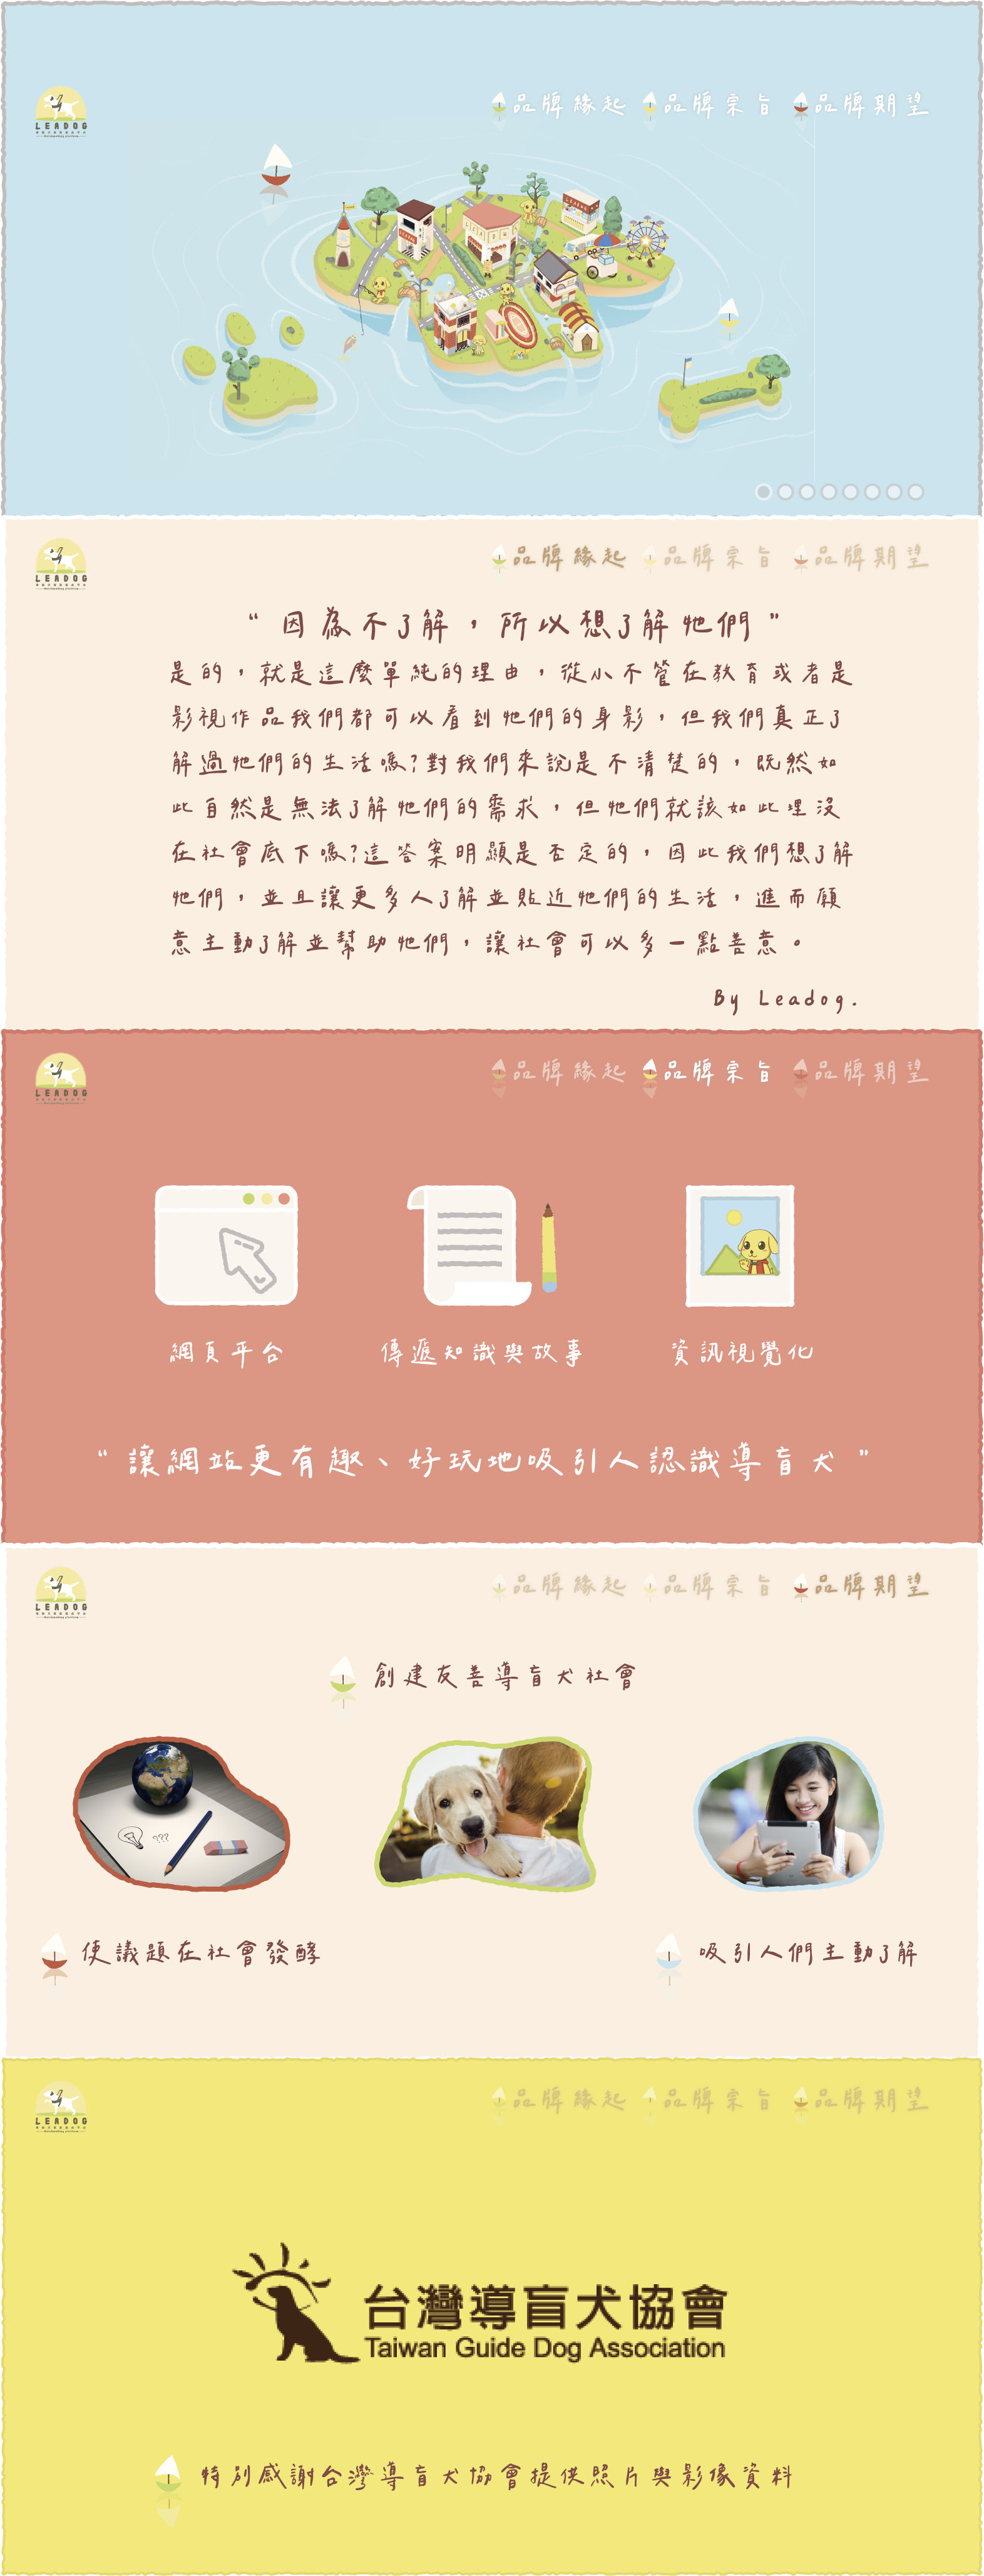 LEADOG
品牌緣起 品牌宗旨 品牌期望
LEADOG
品牌緣起 品牌宗旨 品牌期望
“ 因為不了解，所以想了解牠們 ”
是的，就是這麼單純的理由，從小不管在教育或者是
影視作品我們都可以看到牠們的身影，但我們真正了
解過牠們的生活嗎?對我們來說是不清楚的，既然如
此自然是無法了解牠們的需求，但牠們就該如此埋沒
在社會底下嗎?這答案明顯是否定的，因此我們想了解
牠們，並且讓更多人了解並貼近牠們的生活，進而願
意主動了解並幫助牠們，讓社會可以多一點善意。
By Leadog.
LEADOG
品牌緣起 品牌宗旨 品牌期望
網頁平台 傳遞知識與故事 資訊視覺化
“ 讓網站更有趣、好玩地吸引人認識導盲犬 ”
LEADOG
品牌緣起 品牌宗旨 品牌期望
創建友善導盲犬社會
???
使議題在社會發酵 吸引人們主動了解
LEADOG
品牌緣起 品牌宗旨 品牌期望
台灣導盲犬協會
Taiwan Guide Dog Association
特別感謝台灣導盲犬協會提供照片與影像資料